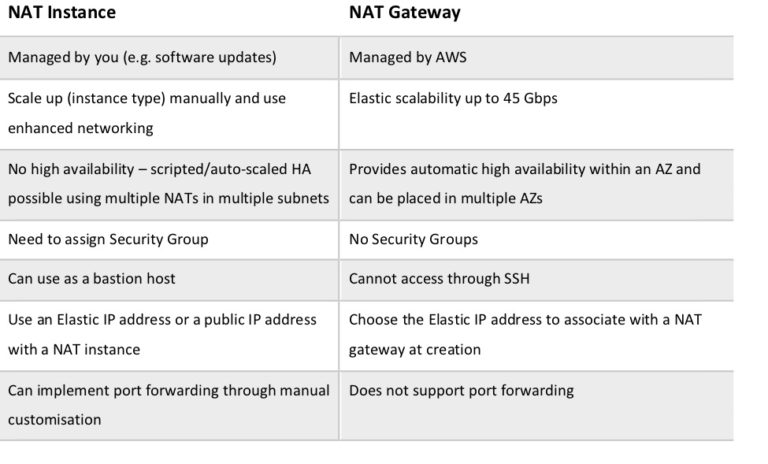 NAT Instance
NAT Gateway
Managed by you (e.g. software updates)
Managed by AWS
Scale up (instance type) manually and use
enhanced networking
Elastic scalability up to 45 Gbps
No high availability – scripted/auto-scaled HA
possible using multiple NATs in multiple subnets
Provides automatic high availability within an AZ and
can be placed in multiple AZs
Need to assign Security Group
No Security Groups
Can use as a bastion host
Cannot access through SSH
Use an Elastic IP address or a public IP address
with a NAT instance
Choose the Elastic IP address to associate with a NAT
gateway at creation
Can implement port forwarding through manual
customisation
Does not support port forwarding